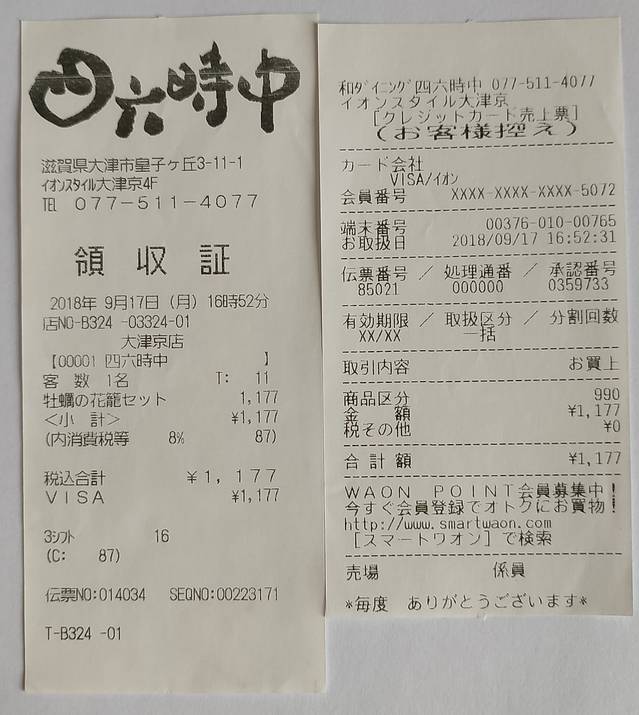 四六時中
滋賀県大津市皇子ヶ丘3-11-1
イオンスタイル大津京4F
TEL 077-511-4077
領収証
2018年 9月17日(月) 16時52分
店NO-B324 -03324-01
大津京店
【00001 四六時中 】
客 数 1名 T: 11
牡蠣の花籠セット 1,177
<小 計> ¥1,177
(内消費税等 8% 87)
税込合計 ¥1,177
VISA ¥1,177
3シフト 16
(C: 87)
伝票NO:014034 SEQNO:00223171
T-B324 -01
和ダイニング四六時中 077-511-4077
イオンスタイル大津京
[クレジットカード売上票]
(お客様控え)
カード会社
VISA/イオン
会員番号 XXXX-XXXX-XXXX-5072
端末番号 00376-010-00765
お取扱日 2018/09/17 16:52:31
伝票番号 / 処理通番 / 承認番号
85021 000000 0359733
有効期限 / 取扱区分 / 分割回数
XX/XX 一括
取引内容 お買上
商品区分 990
金 額 ¥1,177
税その他 ¥0
合計額 ¥1,177
WAON POINT会員募集中!
今すぐ会員登録でオトクにお買物!
http://www.smartwaon.com
[スマートワオン]で検索
売場 係員
*毎度 ありがとうございます*